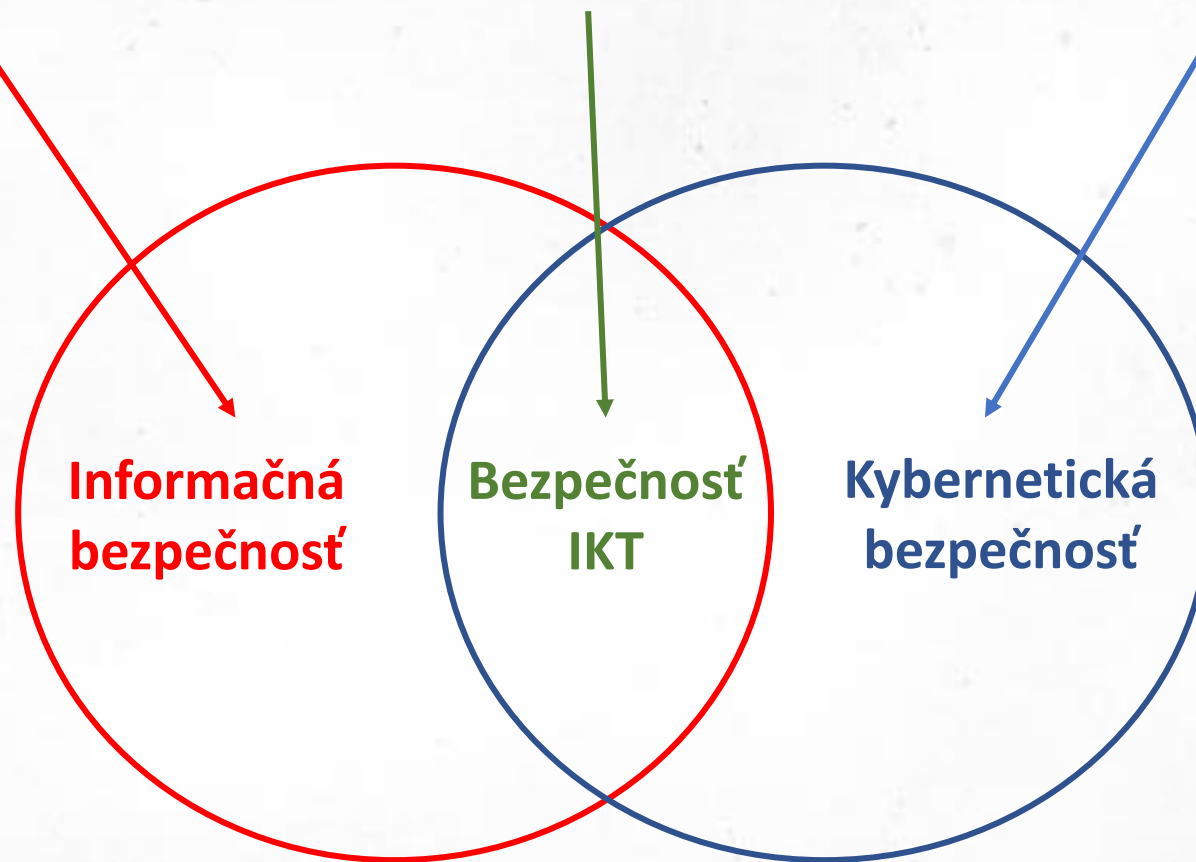 Informačná
bezpečnosť
Bezpečnosť
IKT
Kybernetická
bezpečnosť